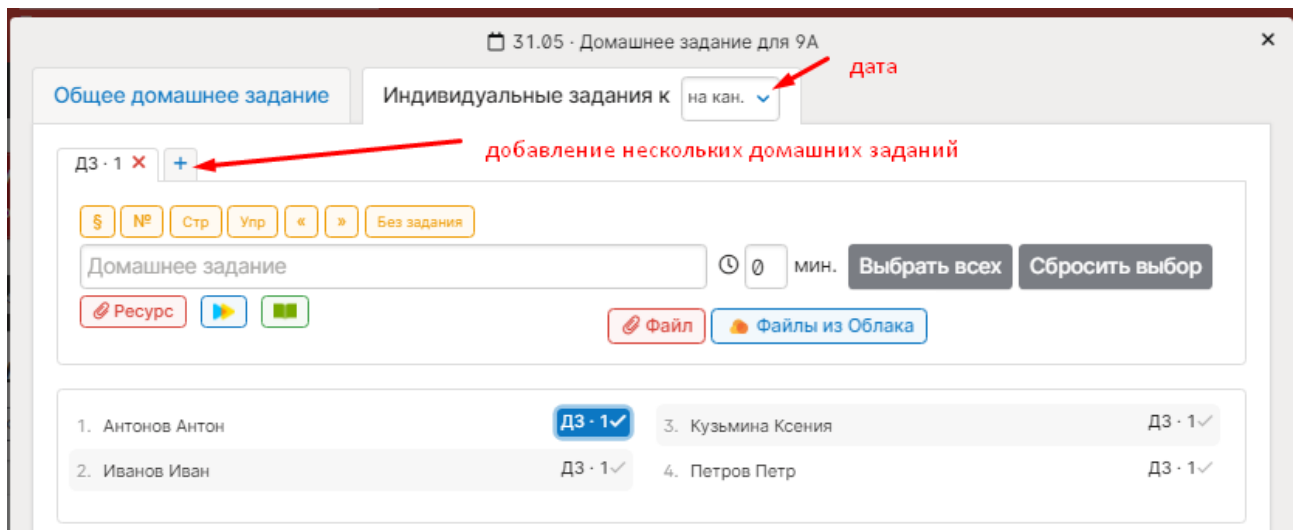 31.05 · Домашнее задание для 9А
дата
Общее домашнее задание
Индивидуальные задания к на кан.
добавление нескольких домашних заданий
ДЗ · 1 +
§ № Стр Упр « » Без задания
Домашнее задание 0 мин. Выбрать всех Сбросить выбор
Ресурс Файл Файлы из Облака
1. Антонов Антон ДЗ · 1
3. Кузьмина Ксения ДЗ · 1
2. Иванов Иван ДЗ · 1
4. Петров Петр ДЗ · 1